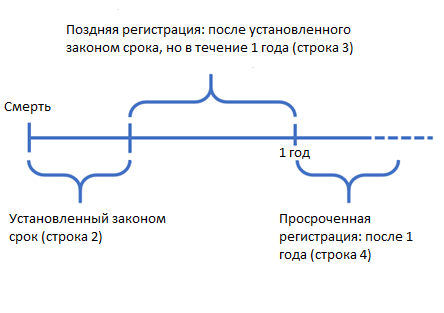 Поздняя регистрация: после установленного
законом срока, но в течение 1 года (строка 3)
Смерть
1 год
Установленный законом
срок (строка 2)
Просроченная
регистрация: после 1
года (строка 4)